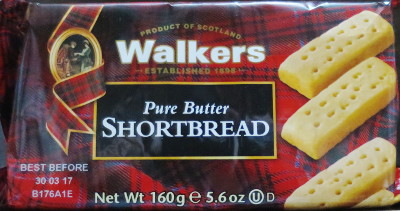 PRODUCT OF SCOTLAND
Walkers
ESTABLISHED 1898
Pure Butter
SHORTBREAD
BEST BEFORE
30 03 17
B176A1E
Net Wt 160g e 5.6oz U D